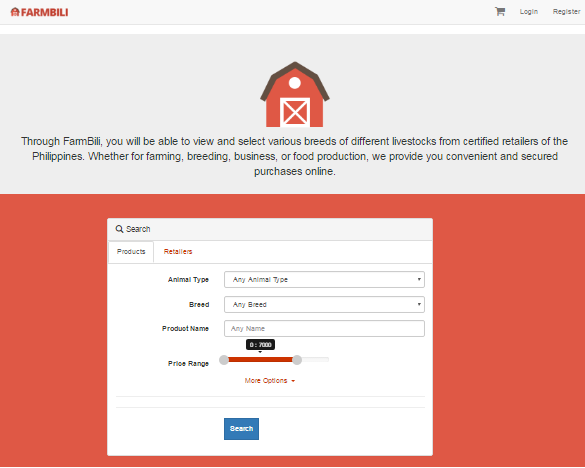 FARMBILI
Login Register
Through FarmBili, you will be able to view and select various breeds of different livestocks from certified retailers of the
Philippines. Whether for farming, breeding, business, or food production, we provide you convenient and secured
purchases online.
Search
Products Retailers
Animal Type Any Animal Type
Breed Any Breed
Product Name Any Name
0 : 7000
Price Range
More Options
Search